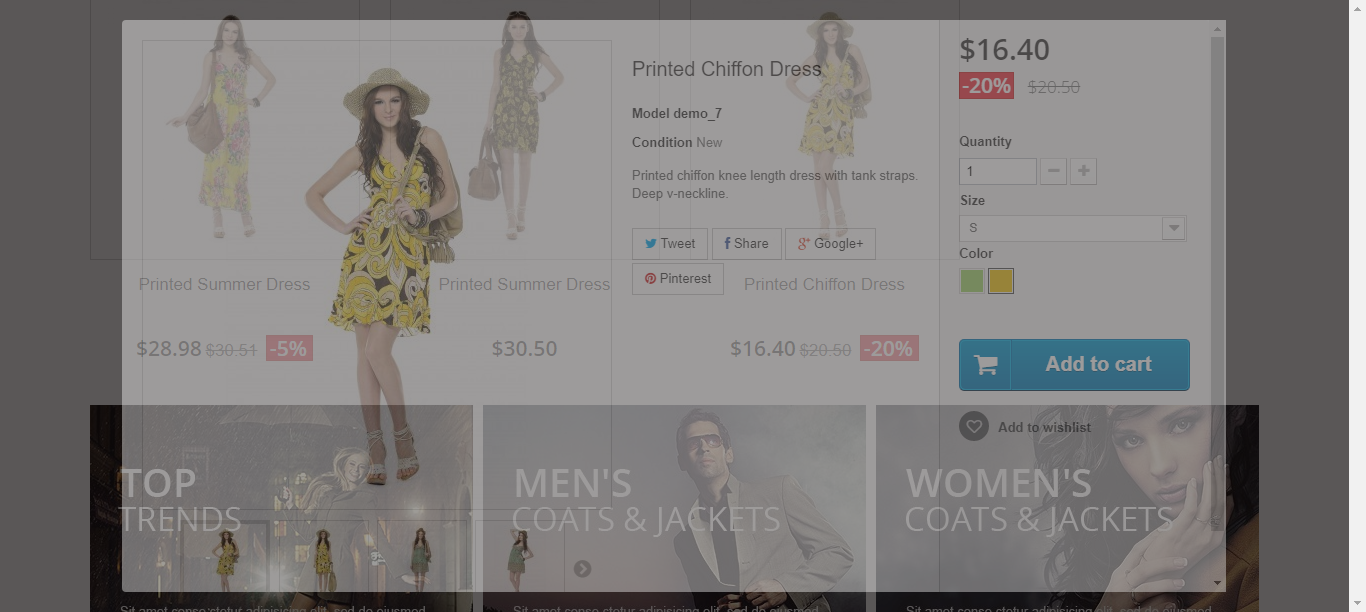 Printed Chiffon Dress
Model demo_7
Condition New
Printed chiffon knee length dress with tank straps.
Deep v-neckline.
Tweet
Share
Google+
Pinterest
$16.40
-20% $20.50
Quantity
1
Size
S
Color
Add to cart
Add to wishlist
Printed Summer Dress
$28.98 $30.51 -5%
Printed Summer Dress
$30.50
Printed Chiffon Dress
$16.40 $20.50 -20%
TOP
TRENDS
MEN'S
COATS & JACKETS
WOMEN'S
COATS & JACKETS
Sit amet conse ctetur adipisicing elit, sed do eiusmod
Sit amet conse ctetur adipisicing elit, sed do eiusmod
Sit amet conse ctetur adipisicing elit, sed do eiusmod